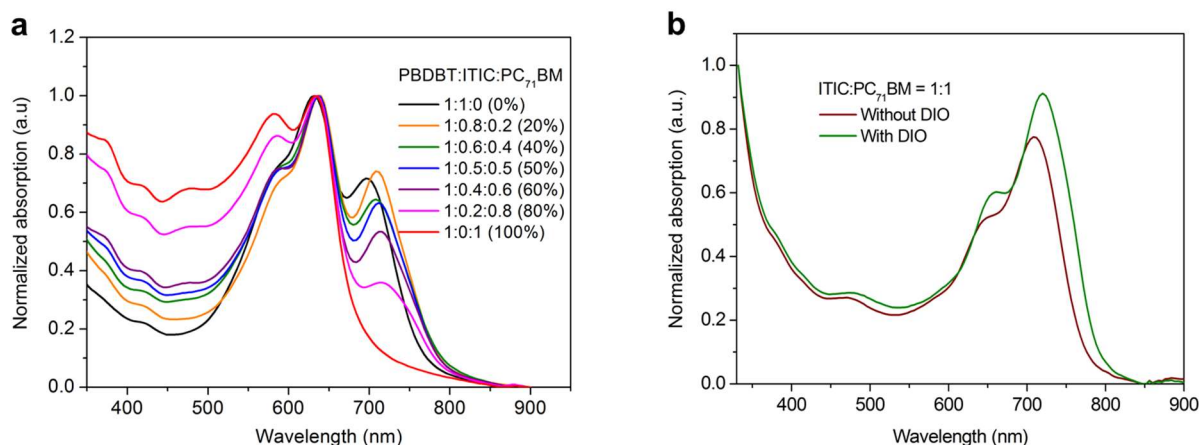 a
Normalized absorption (a.u)
1.2
1.0
0.8
0.6
0.4
0.2
0.0
PBDBT:ITIC:PC₇₁BM
1:1:0 (0%)
1:0.8:0.2 (20%)
1:0.6:0.4 (40%)
1:0.5:0.5 (50%)
1:0.4:0.6 (60%)
1:0.2:0.8 (80%)
1:0:1 (100%)
400 500 600 700 800 900
Wavelength (nm)
b
Normalized absorption (a.u.)
1.0
0.8
0.6
0.4
0.2
0.0
ITIC:PC₇₁BM = 1:1
Without DIO
With DIO
400 500 600 700 800 900
Wavelength (nm)